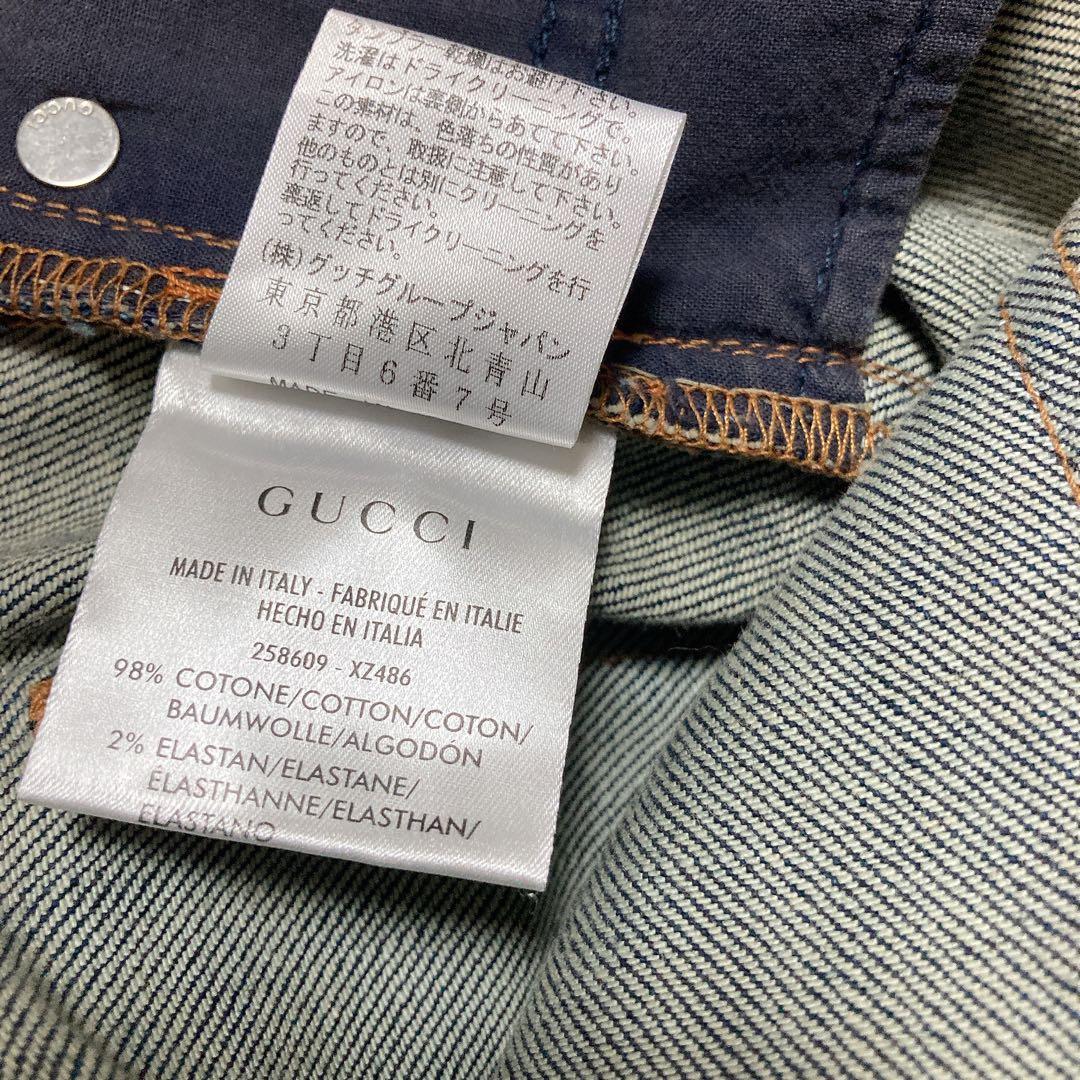 GUCCI
タンブラー乾燥はお避け下さい。
洗濯はドライクリーニングで。
アイロンは裏側からあてて下さい。
この素材は、色落ちの性質があり
ますので、取扱に注意して下さい。
他のものとは別にクリーニングを
行ってください。
裏返してドライクリーニングを行
ってください。
(株)グッチグループジャパン
東京都港区北青山
3丁目6番7号
MADE
GUCCI
MADE IN ITALY - FABRIQUÉ EN ITALIE
HECHO EN ITALIA
258609 - XZ486
98% COTONE/COTTON/COTON/
BAUMWOLLE/ALGODÓN
2% ELASTAN/ELASTANE/
ELASTHANNE/ELASTHAN/
ELASTANO